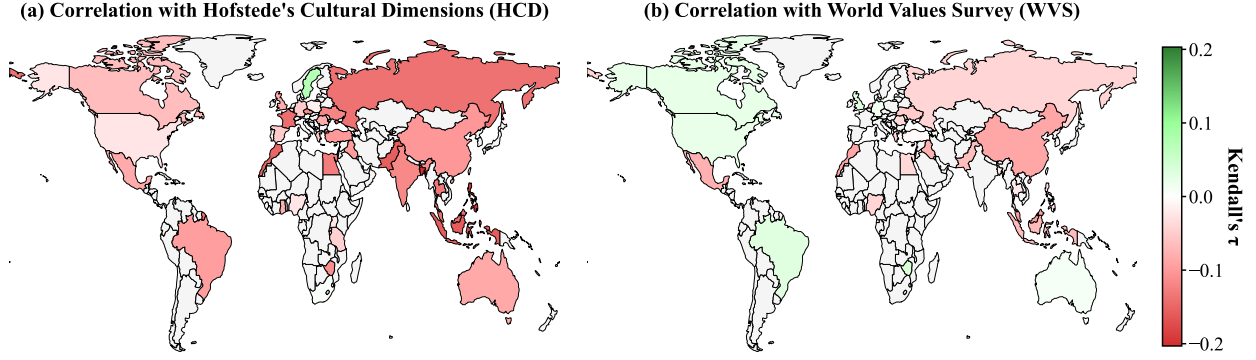 (a) Correlation with Hofstede's Cultural Dimensions (HCD)
(b) Correlation with World Values Survey (WVS)
0.2
0.1
0.0
−0.1
−0.2
Kendall's τ